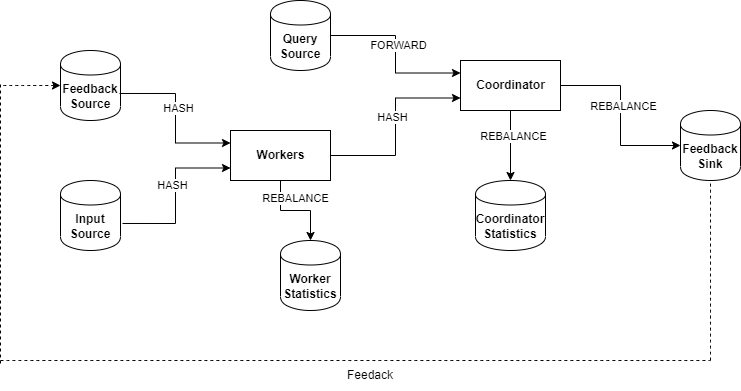 Query
Source
FORWARD
Feedback
Source
Coordinator
HASH
REBALANCE
HASH
REBALANCE
Workers
Feedback
Sink
HASH
REBALANCE
Input
Source
Coordinator
Statistics
Worker
Statistics
Feedack